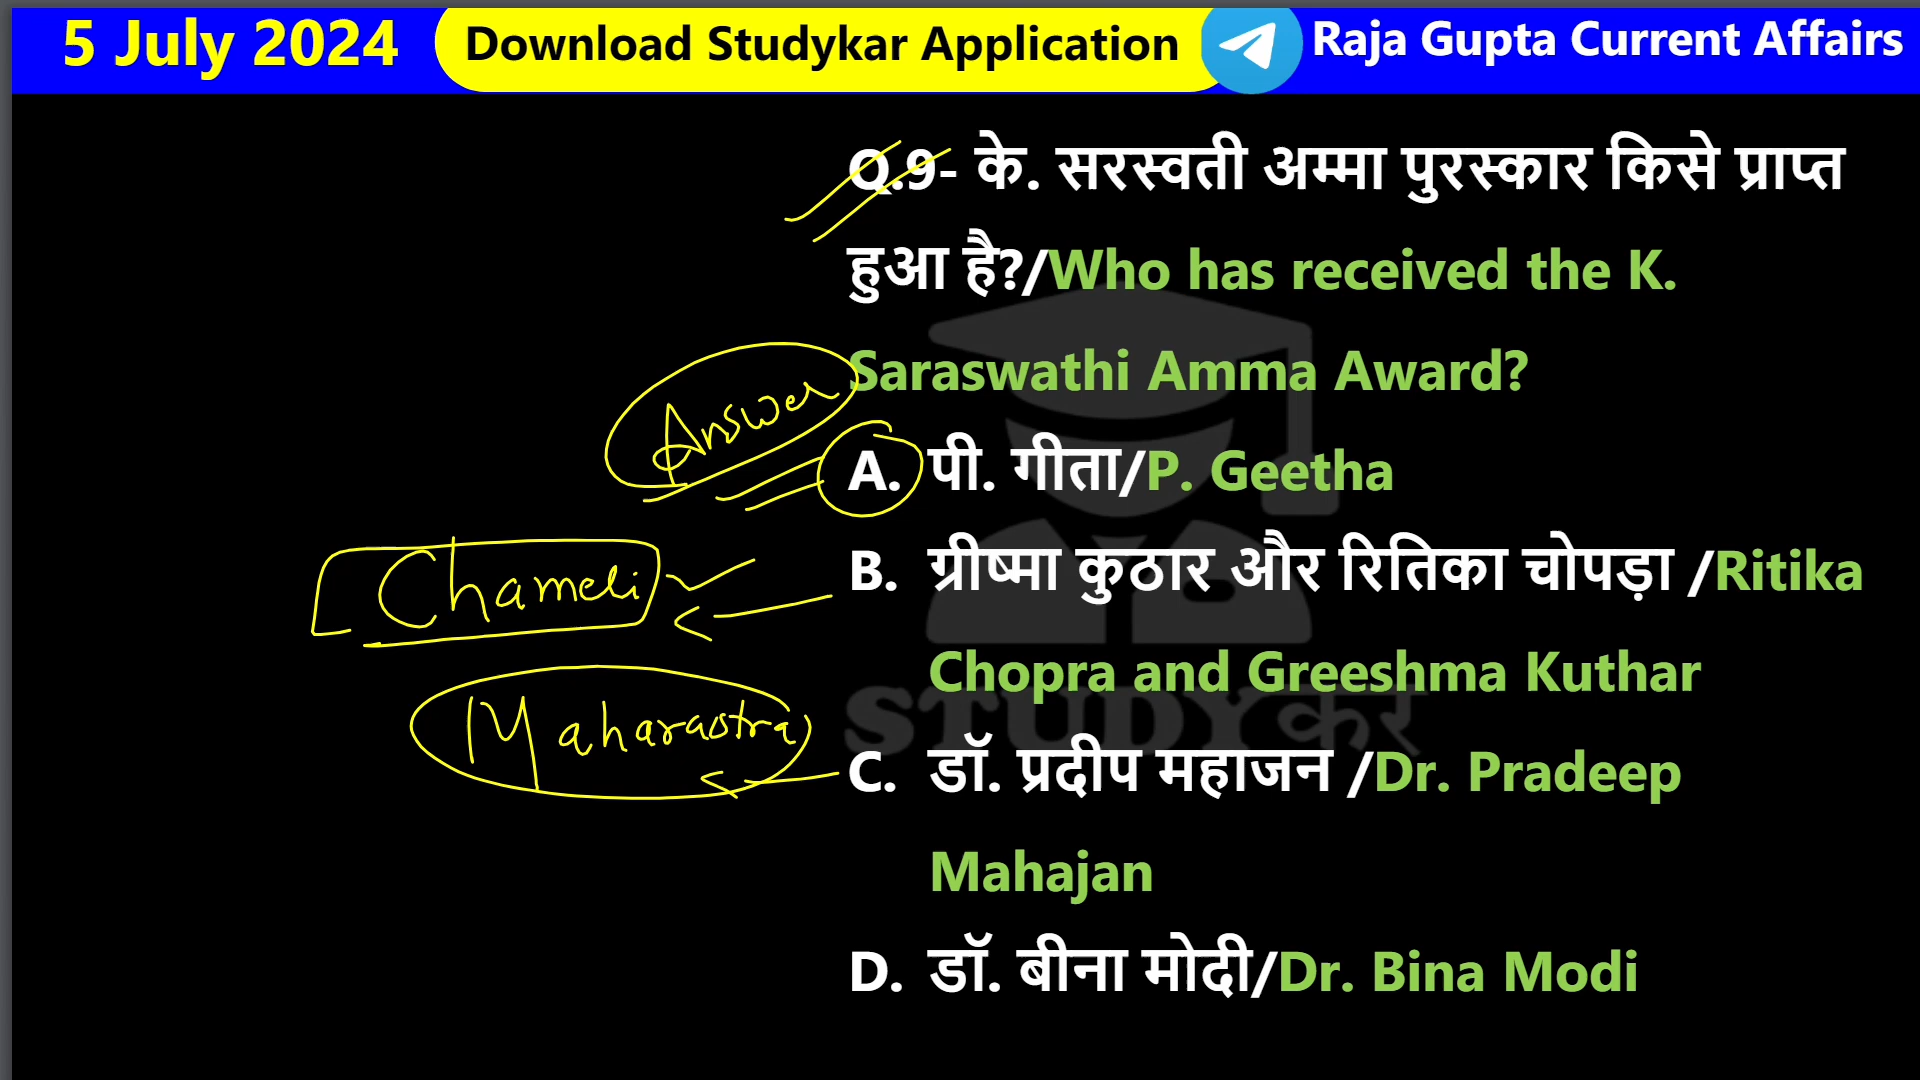 5 July 2024
Download Studykar Application
Raja Gupta Current Affairs
Q.9- के. सरस्वती अम्मा पुरस्कार किसे प्राप्त
हुआ है?/Who has received the K.
Saraswathi Amma Award?
Answer
A. पी. गीता/P. Geetha
Chameli
B. ग्रीष्मा कुठार और रितिका चोपड़ा /Ritika
Chopra and Greeshma Kuthar
Maharastra
STUDYकर
C. डॉ. प्रदीप महाजन /Dr. Pradeep
Mahajan
D. डॉ. बीना मोदी/Dr. Bina Modi